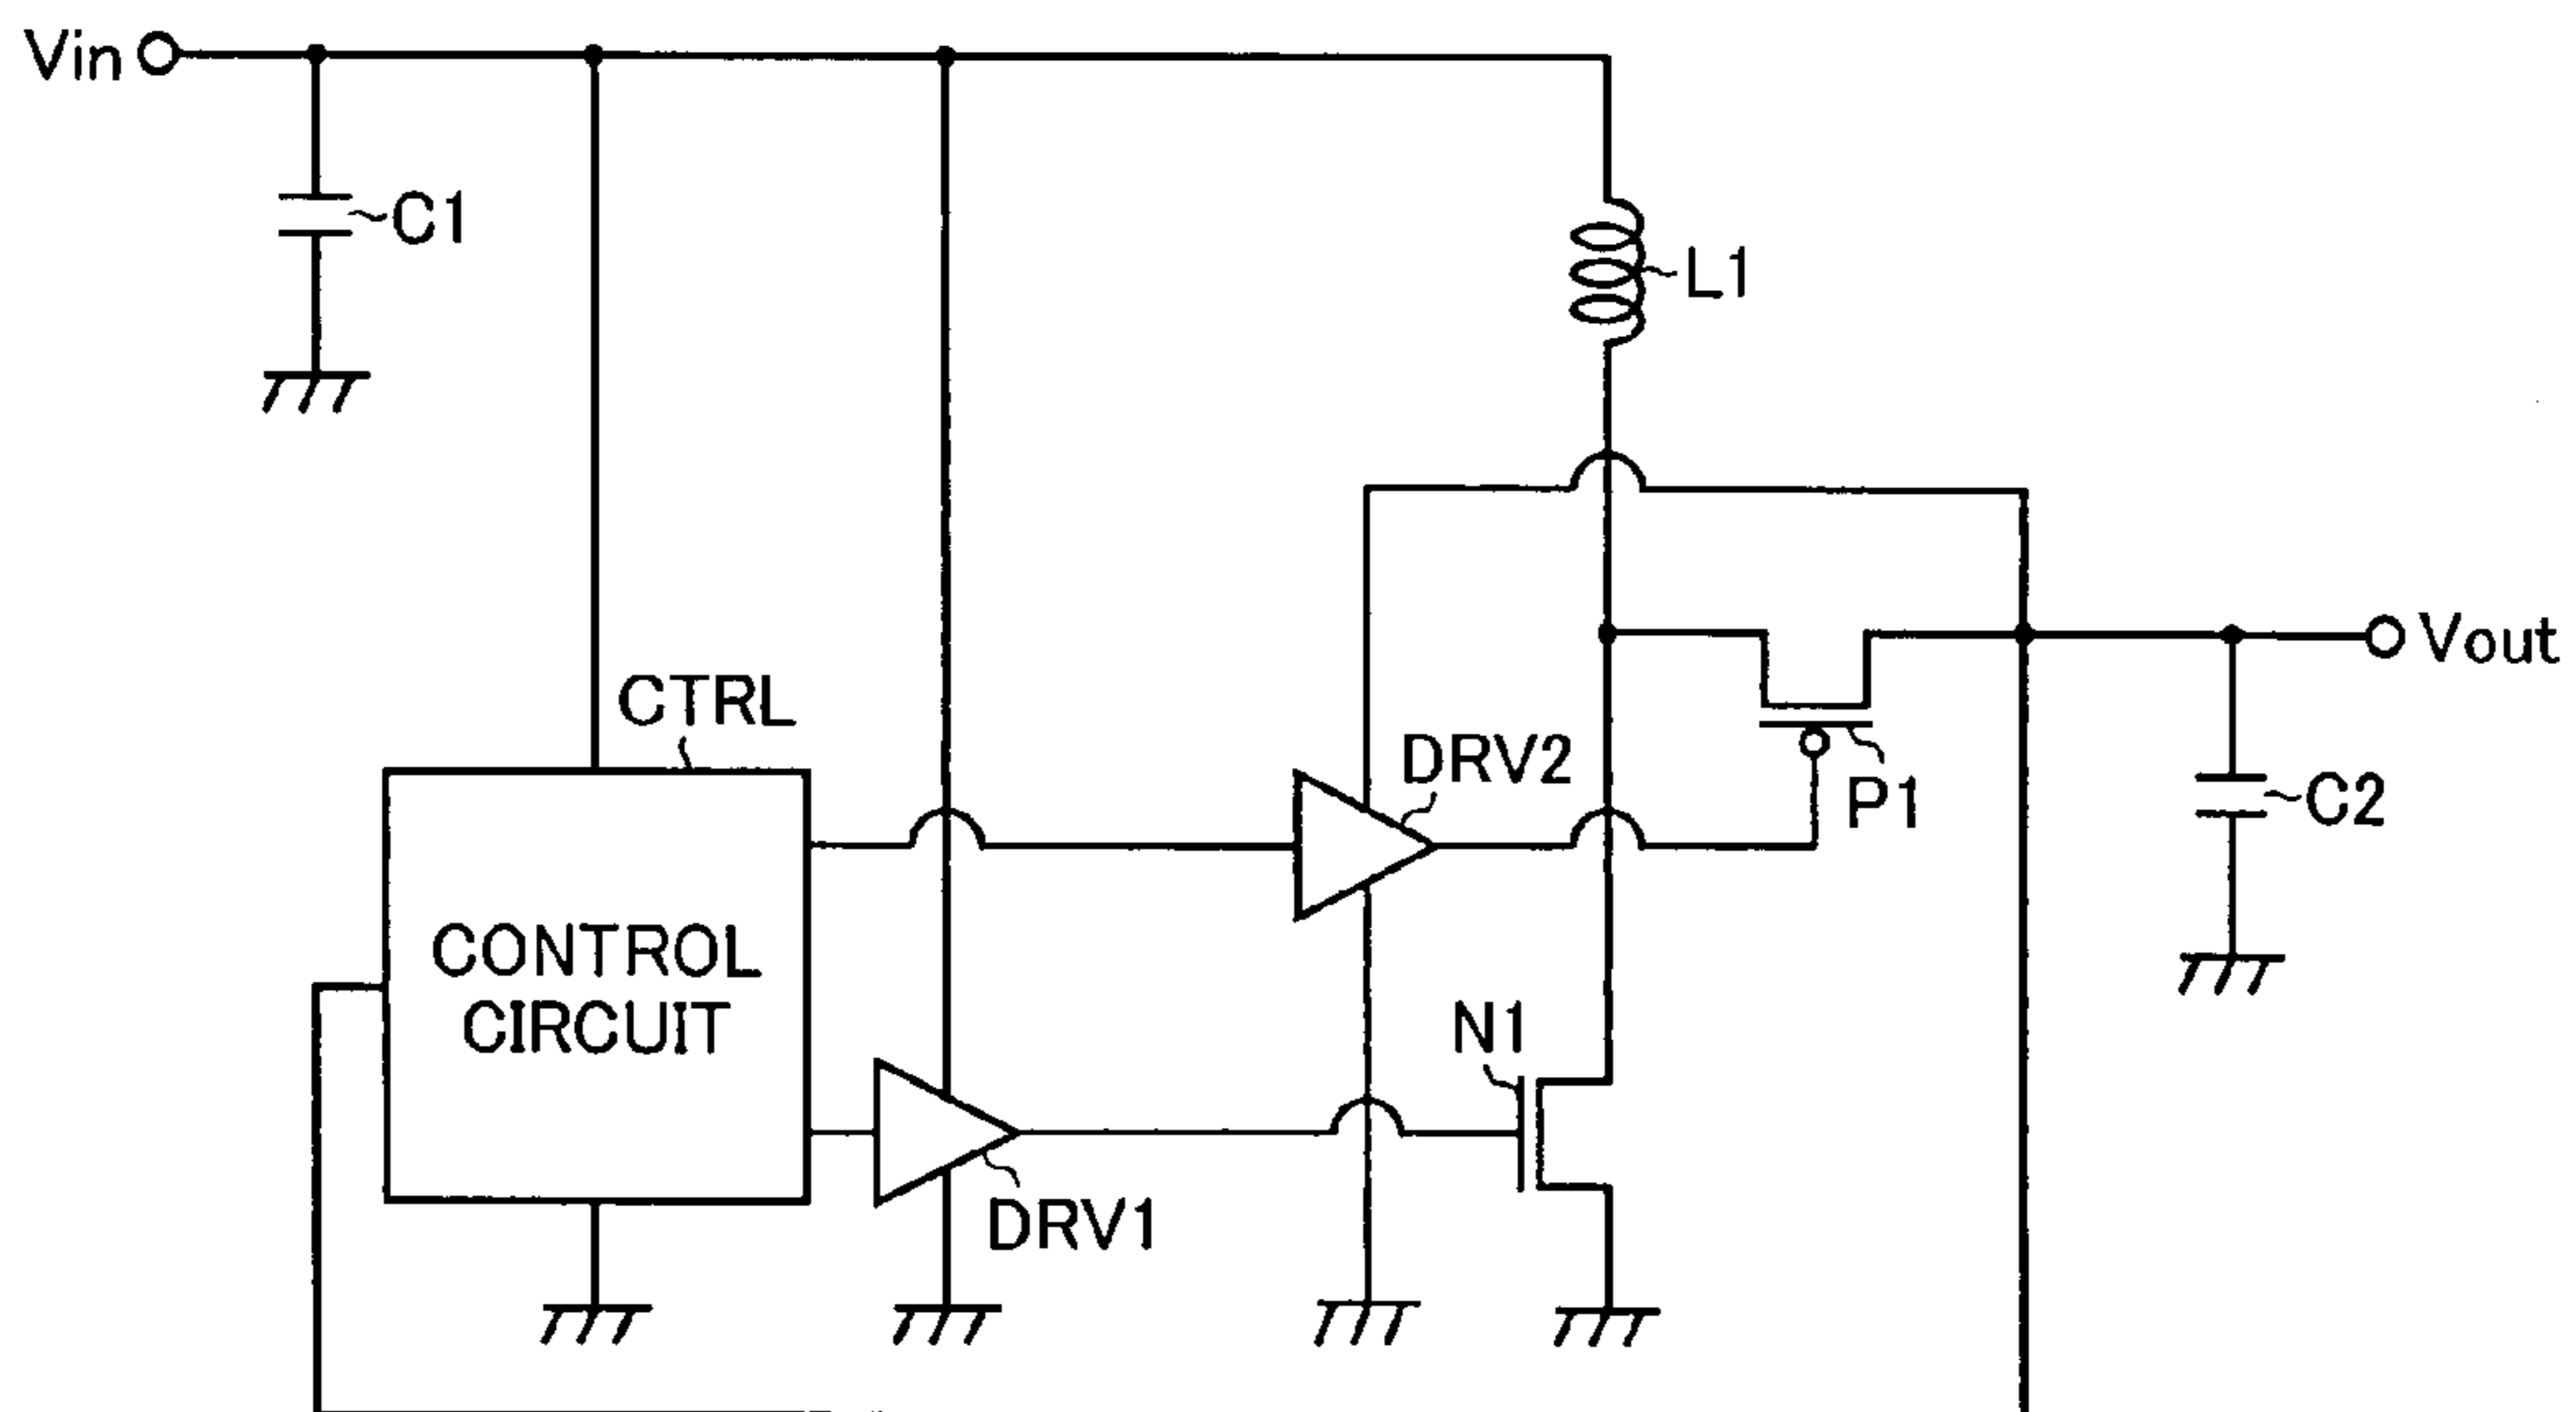 Vin
C1
L1
Vout
CTRL
DRV2
P1
C2
CONTROL
CIRCUIT
N1
DRV1